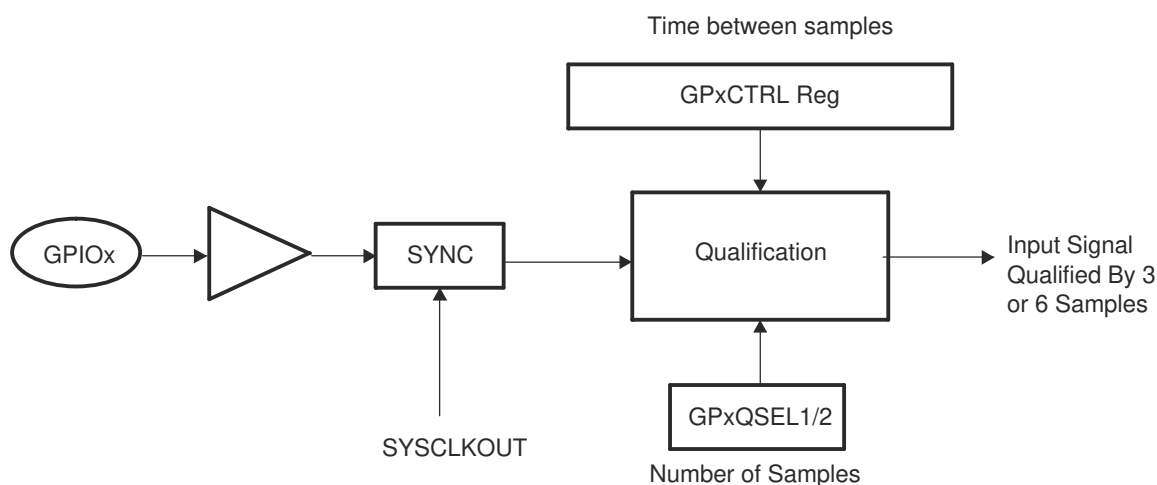 Time between samples
GPxCTRL Reg
GPIOx
SYNC
Qualification
Input Signal
Qualified By 3
or 6 Samples
GPxQSEL1/2
SYSCLKOUT
Number of Samples